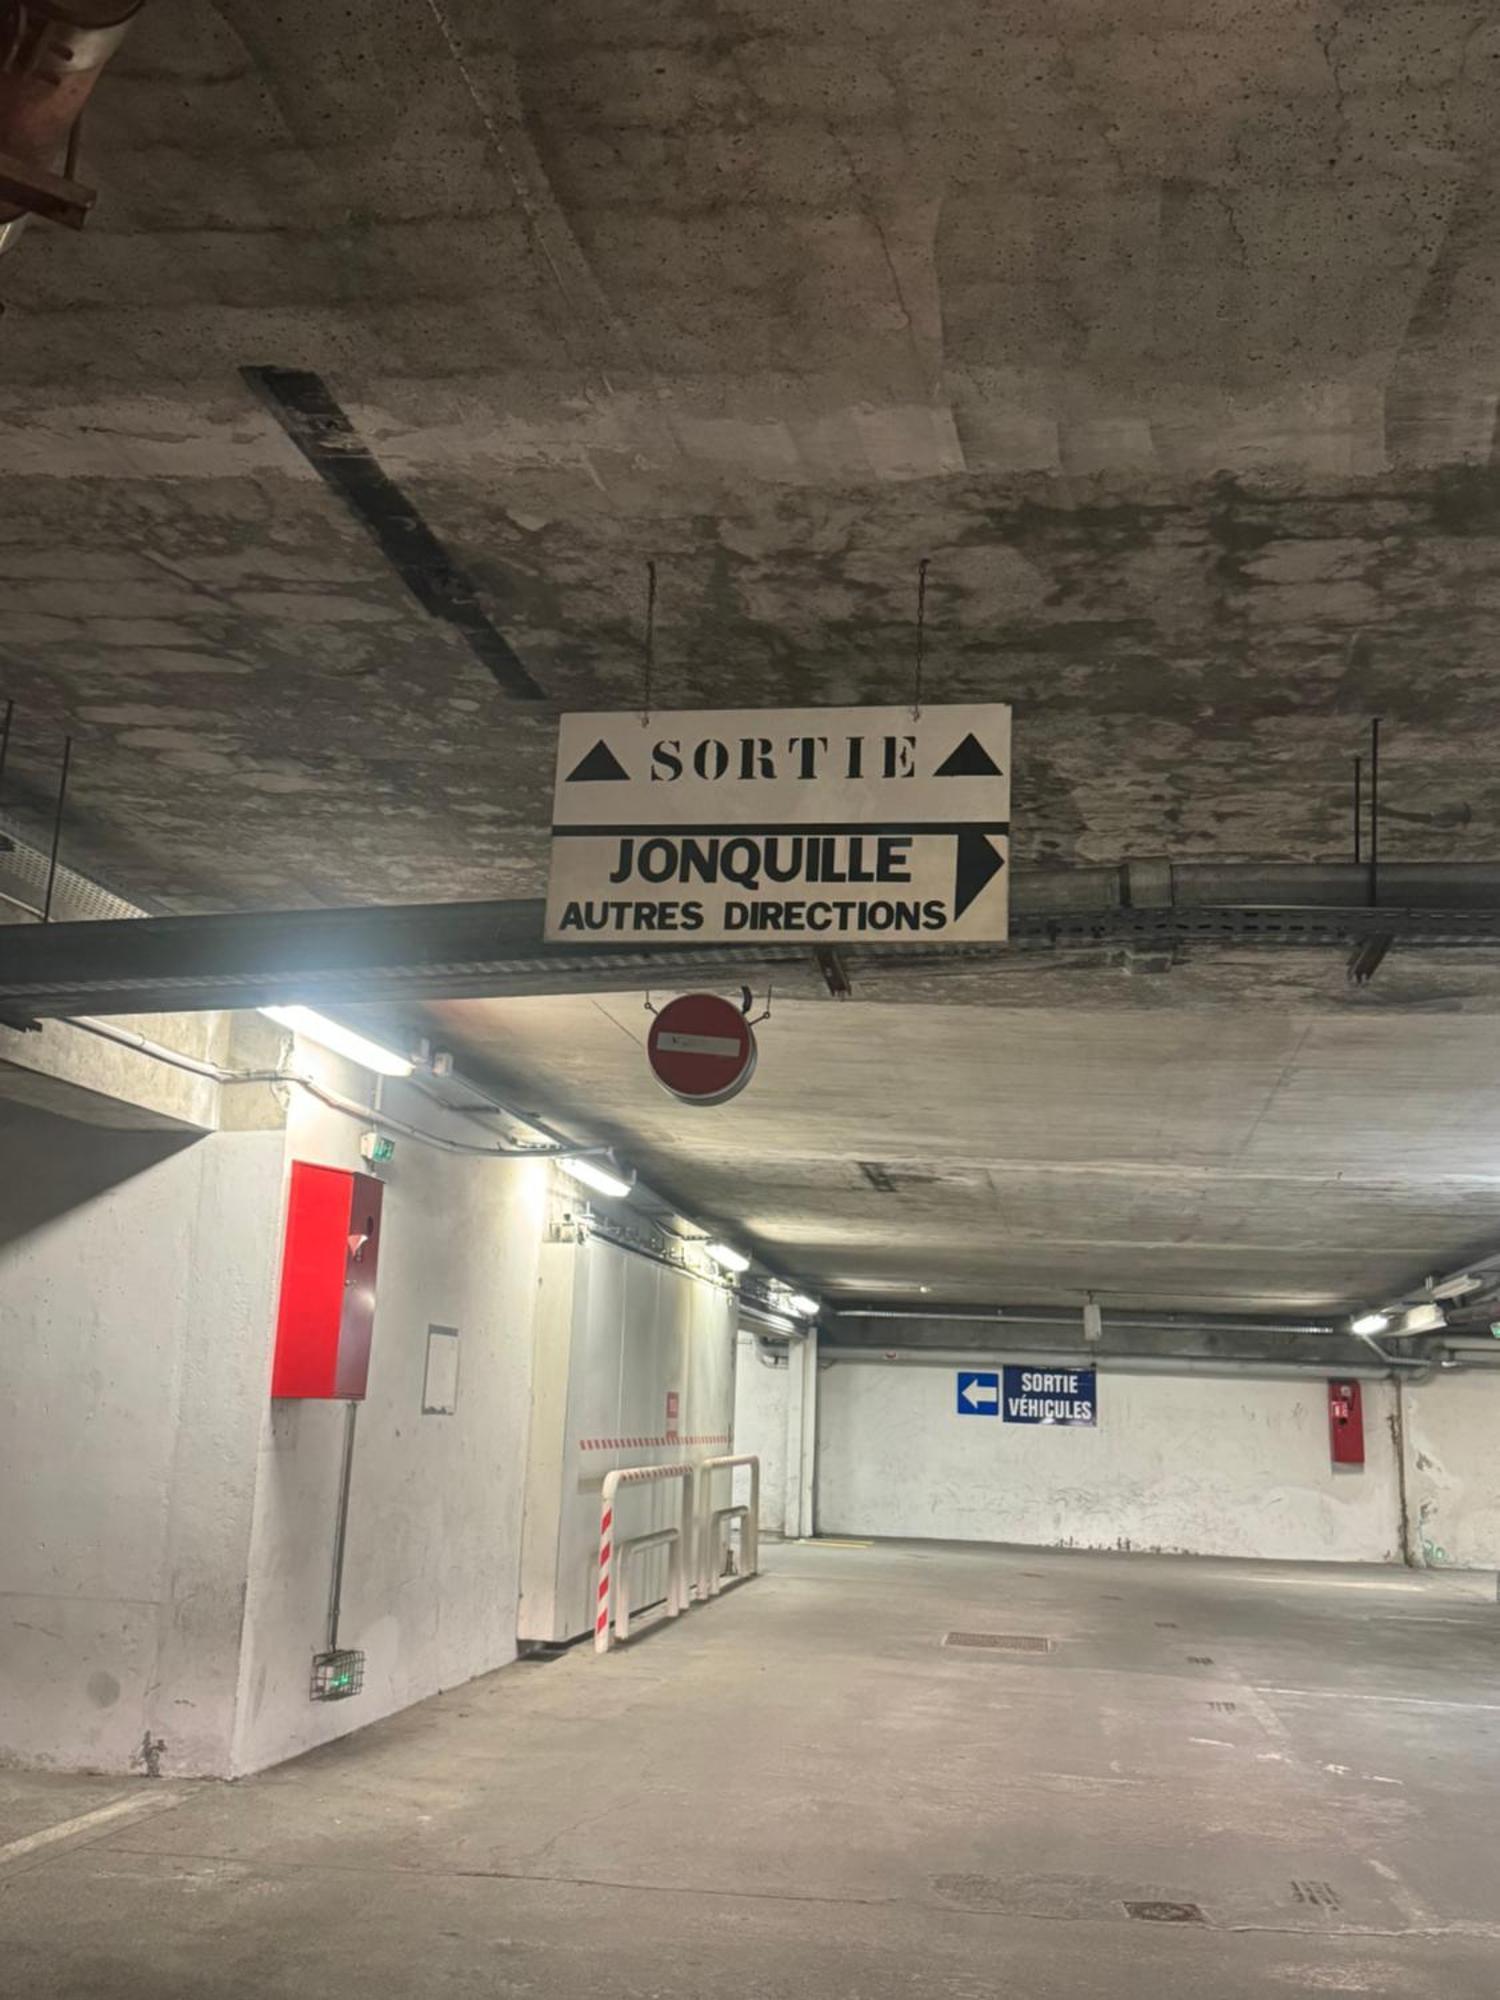 SORTIE
JONQUILLE
AUTRES DIRECTIONS
SORTIE
VÉHICULES